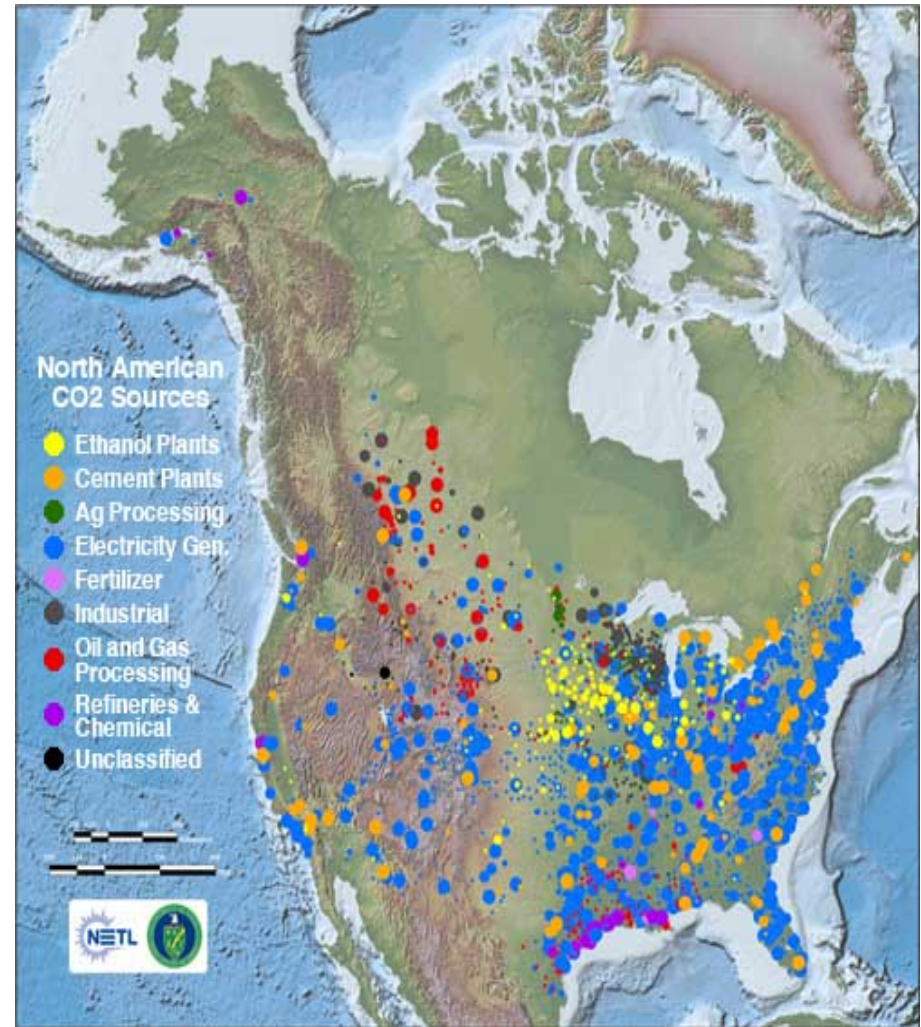 North American
CO2 Sources
Ethanol Plants
Cement Plants
Ag Processing
Electricity Gen.
Fertilizer
Industrial
Oil and Gas
Processing
Refineries &
Chemical
Unclassified
NETL